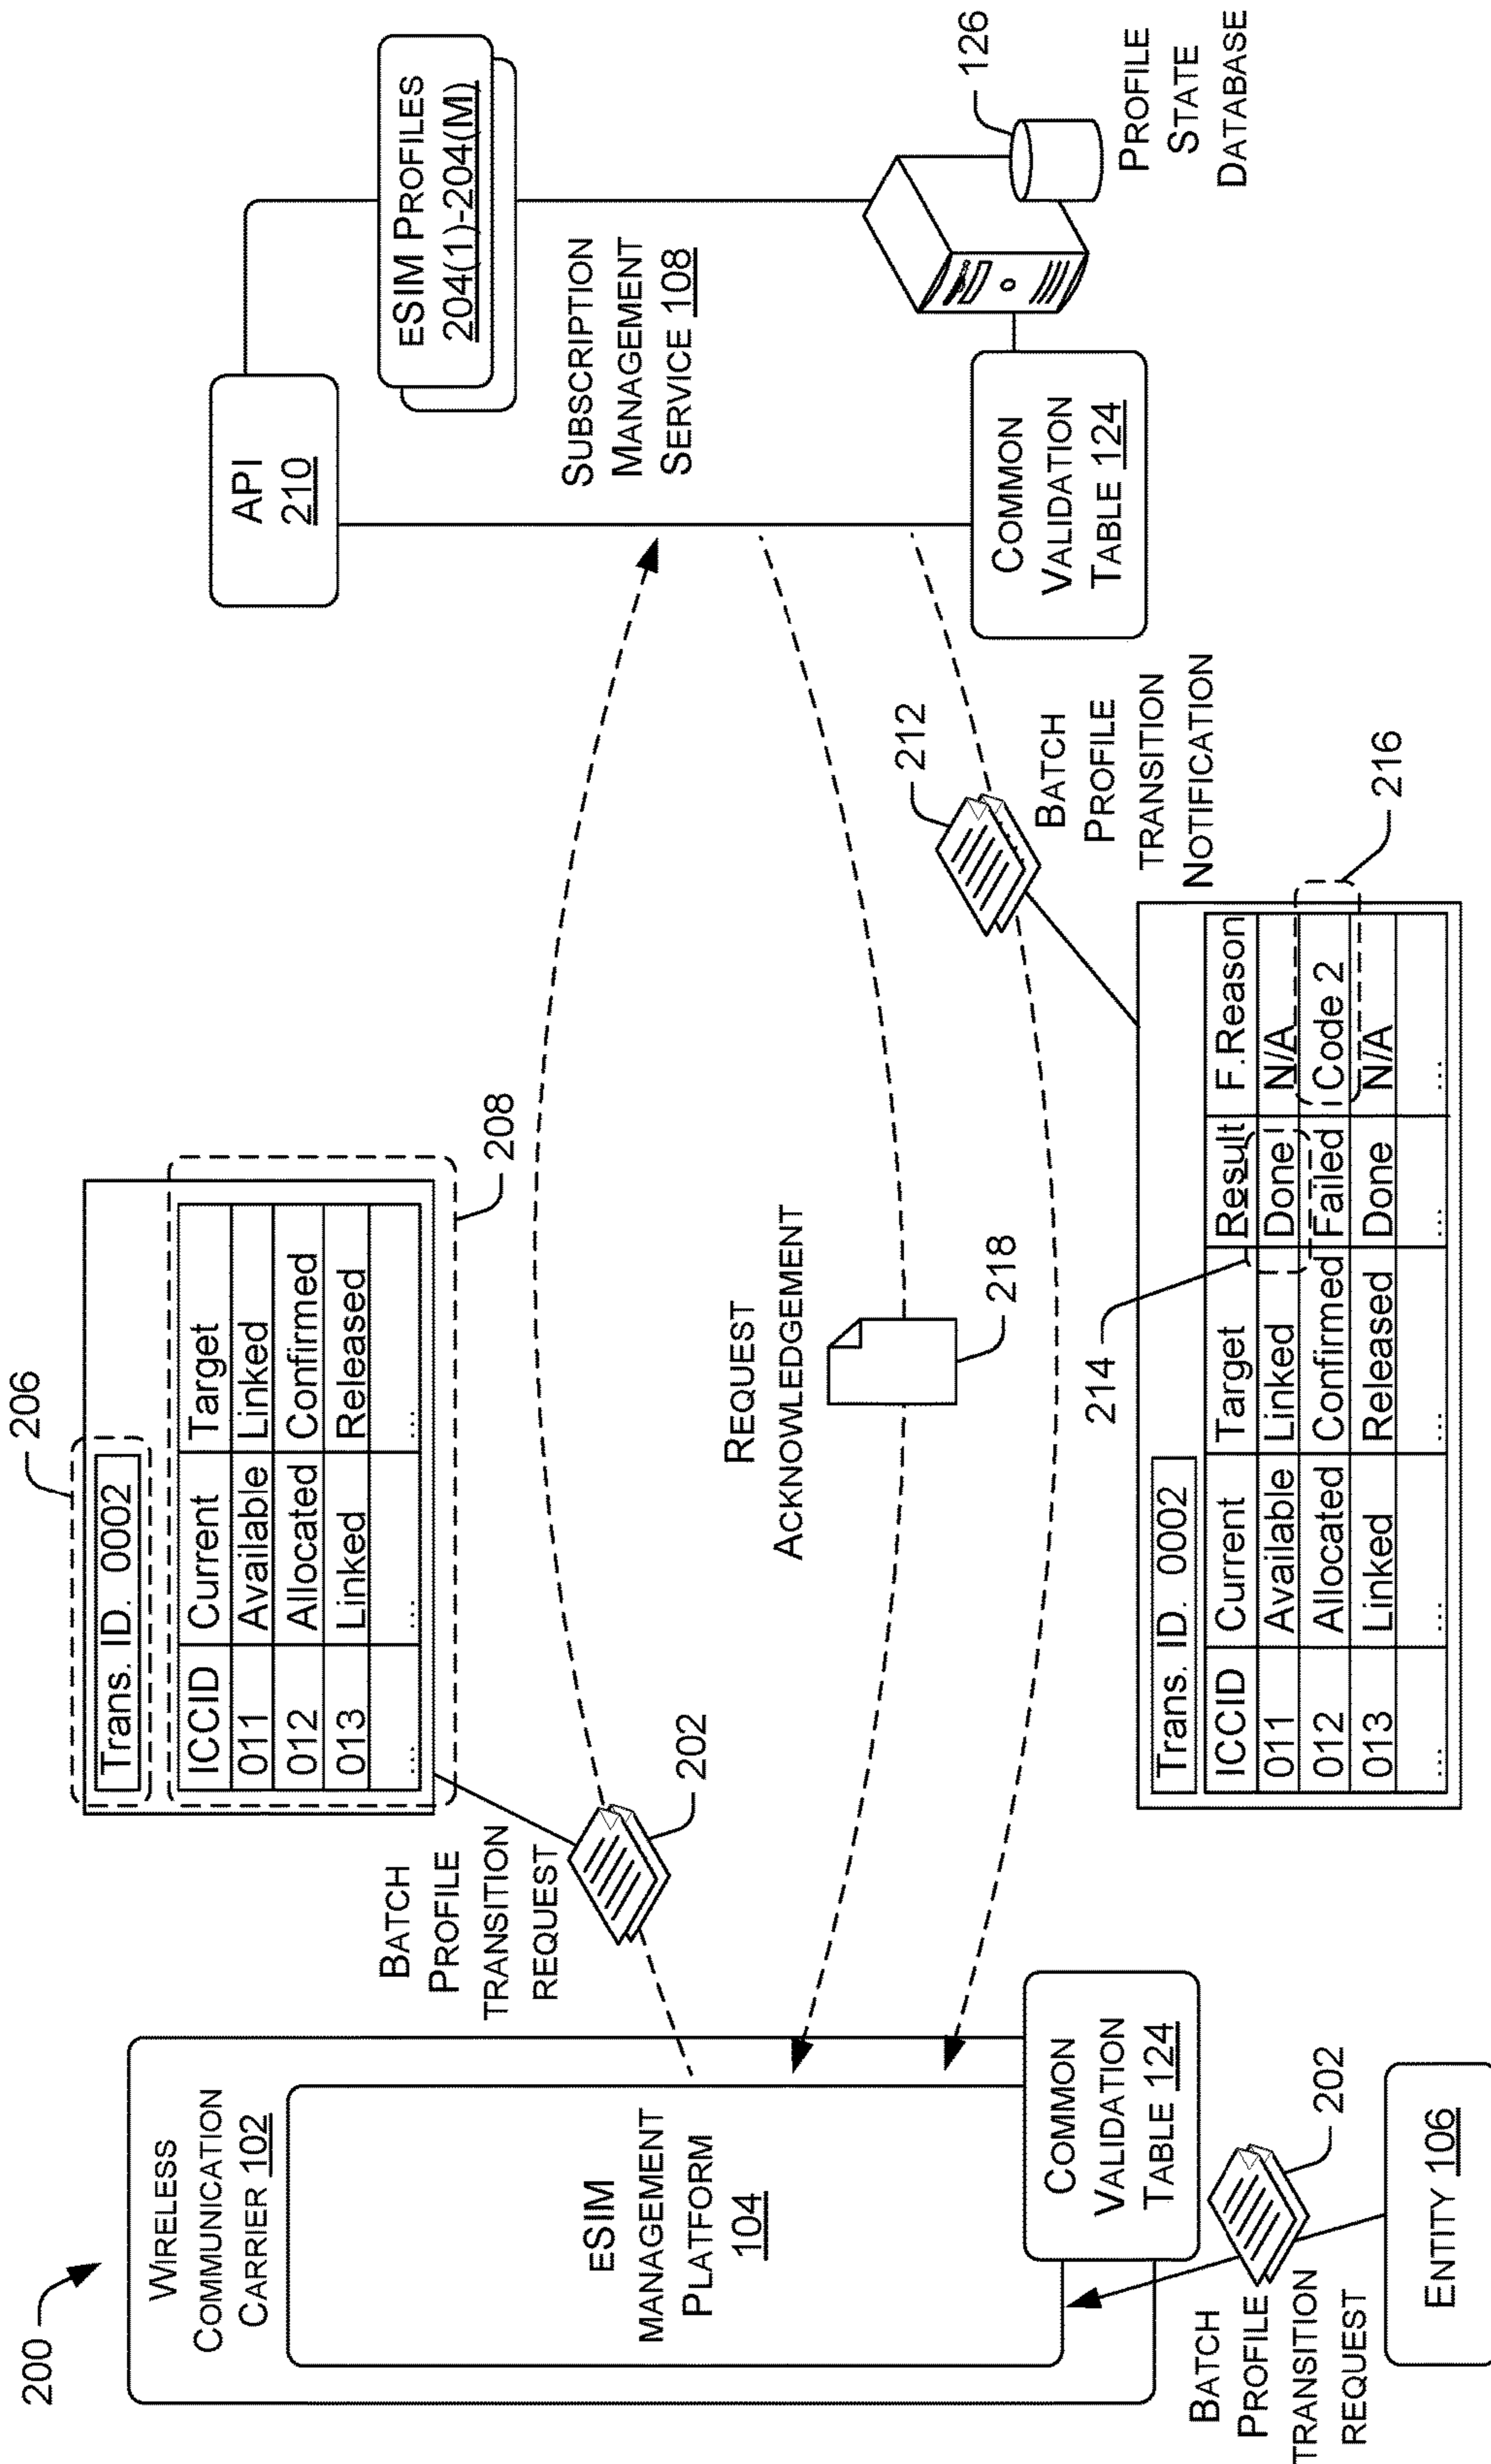 200
WIRELESS
COMMUNICATION
CARRIER 102
ESIM
MANAGEMENT
PLATFORM
104
COMMON
VALIDATION
TABLE 124
BATCH
PROFILE
TRANSITION
REQUEST
202
ENTITY 106
BATCH
PROFILE
TRANSITION
REQUEST
202
206
Trans. ID. 0002
ICCID Current Target
011 Available Linked
012 Allocated Confirmed
013 Linked Released
... ... ...
208
REQUEST
ACKNOWLEDGEMENT
218
212
BATCH
PROFILE
TRANSITION
NOTIFICATION
214
Trans. ID. 0002
ICCID Current Target Result F.Reason
011 Available Linked Done N/A
012 Allocated Confirmed Failed Code 2
013 Linked Released Done N/A
... ... ... ... ...
216
API
210
ESIM PROFILES
204(1)-204(M)
SUBSCRIPTION
MANAGEMENT
SERVICE 108
COMMON
VALIDATION
TABLE 124
126
PROFILE
STATE
DATABASE